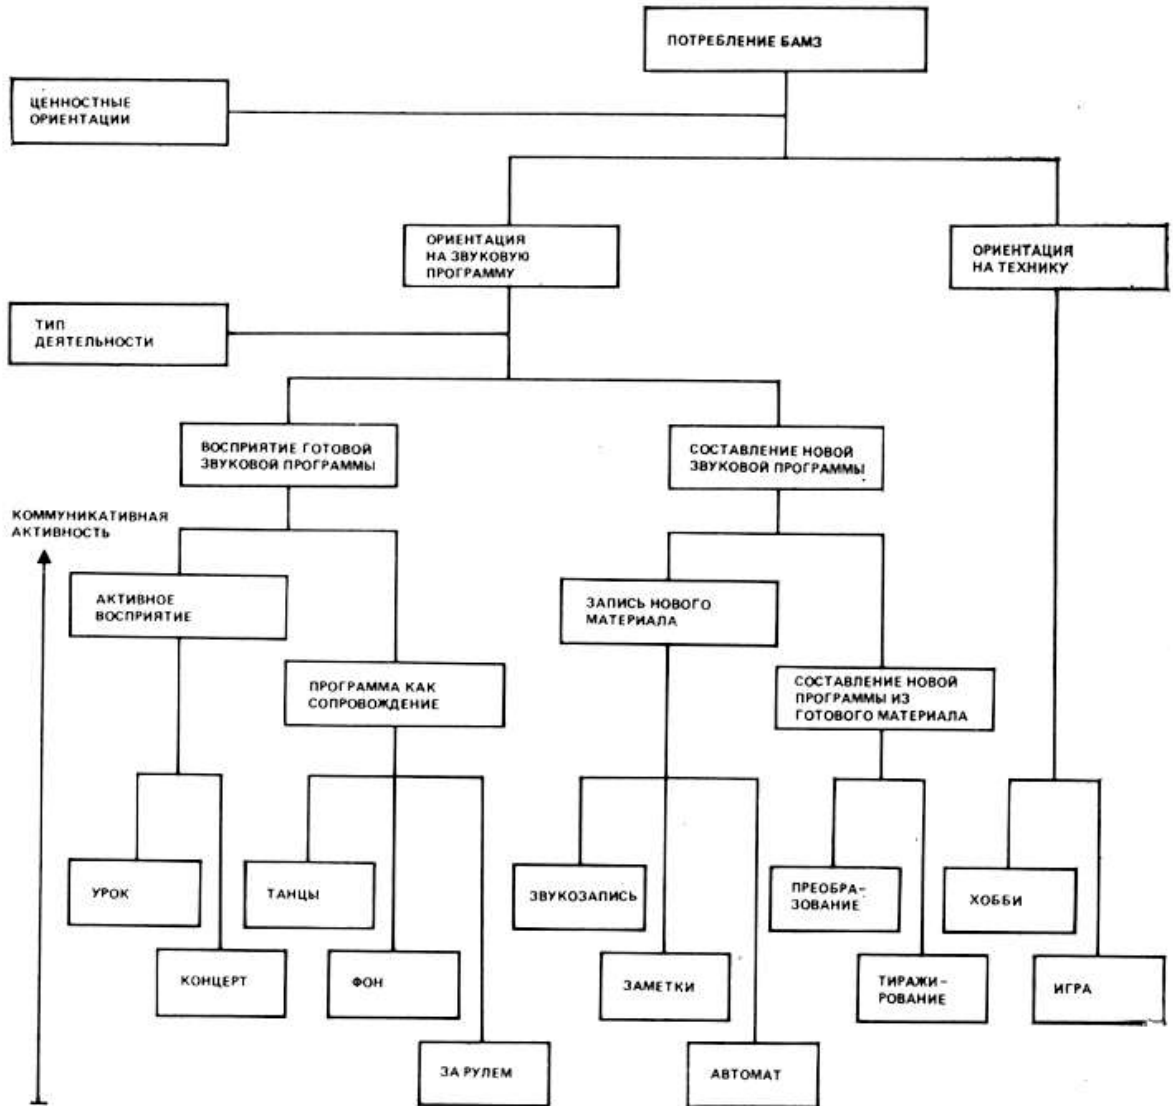 ПОТРЕБЛЕНИЕ БАМЗ
ЦЕННОСТНЫЕ
ОРИЕНТАЦИИ
ОРИЕНТАЦИЯ
НА ЗВУКОВУЮ
ПРОГРАММУ
ОРИЕНТАЦИЯ
НА ТЕХНИКУ
ТИП
ДЕЯТЕЛЬНОСТИ
ВОСПРИЯТИЕ ГОТОВОЙ
ЗВУКОВОЙ ПРОГРАММЫ
СОСТАВЛЕНИЕ НОВОЙ
ЗВУКОВОЙ ПРОГРАММЫ
КОММУНИКАТИВНАЯ
АКТИВНОСТЬ
АКТИВНОЕ
ВОСПРИЯТИЕ
ЗАПИСЬ НОВОГО
МАТЕРИАЛА
ПРОГРАММА КАК
СОПРОВОЖДЕНИЕ
СОСТАВЛЕНИЕ НОВОЙ
ПРОГРАММЫ ИЗ
ГОТОВОГО МАТЕРИАЛА
УРОК
ТАНЦЫ
ЗВУКОЗАПИСЬ
ПРЕОБРА-
ЗОВАНИЕ
ХОББИ
КОНЦЕРТ
ФОН
ЗАМЕТКИ
ТИРАЖИ-
РОВАНИЕ
ИГРА
ЗА РУЛЕМ
АВТОМАТ